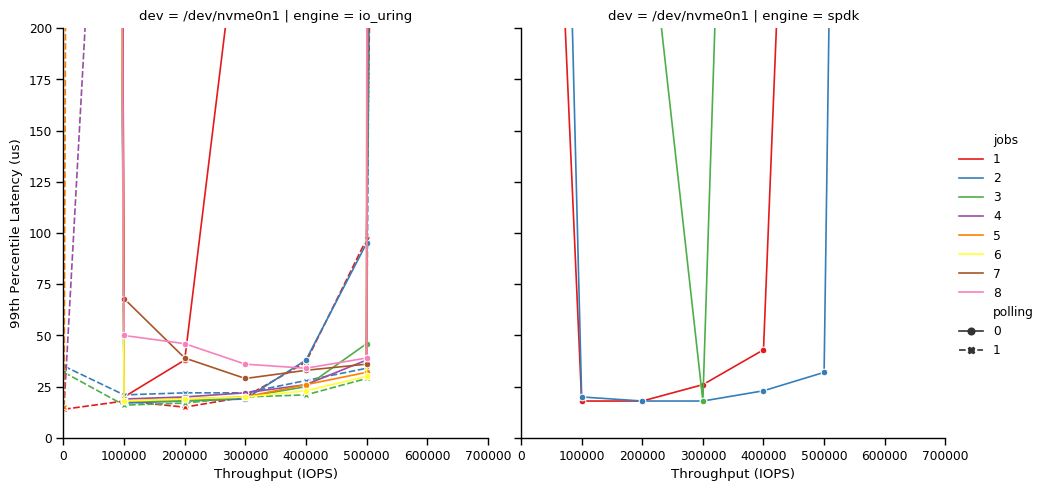 dev = /dev/nvme0n1 | engine = io_uring
dev = /dev/nvme0n1 | engine = spdk
99th Percentile Latency (us)
200
175
150
125
100
75
50
25
0
0 100000 200000 300000 400000 500000 600000 700000
0 100000 200000 300000 400000 500000 600000 700000
Throughput (IOPS)
Throughput (IOPS)
jobs
1
2
3
4
5
6
7
8
polling
0
1